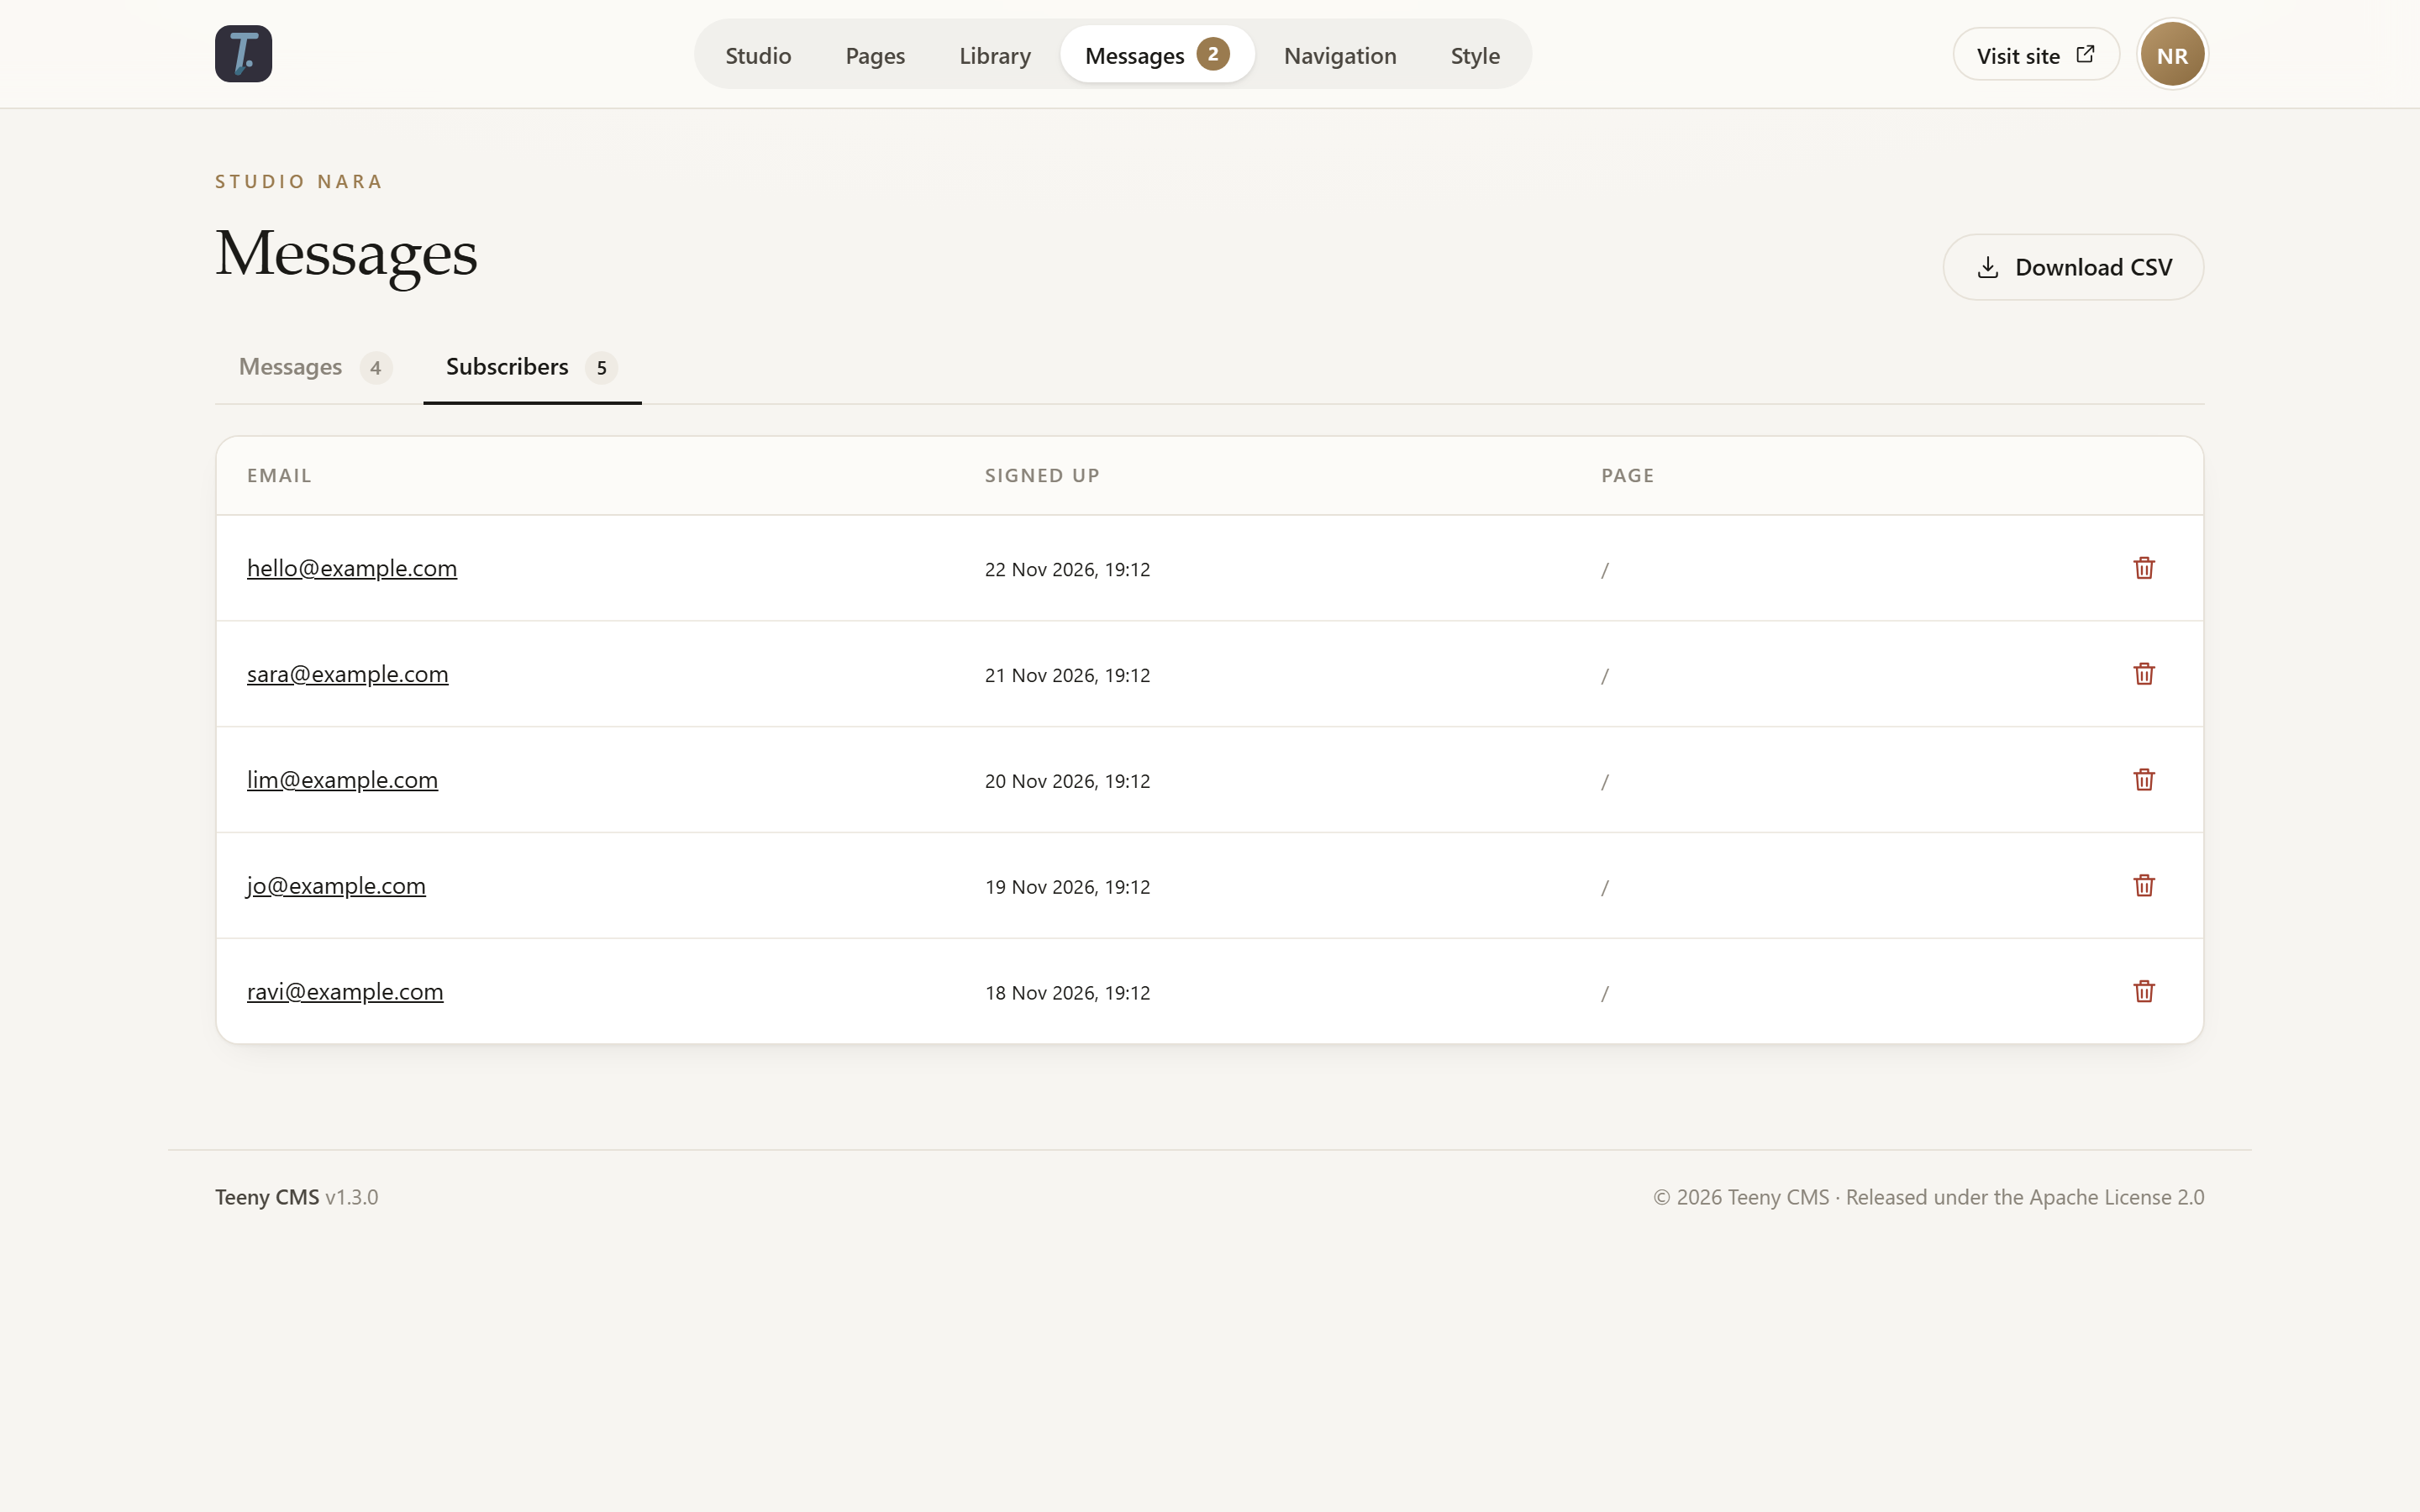 T.
Studio Pages Library Messages 2 Navigation Style
Visit site
NR
STUDIO NARA
Messages
Download CSV
Messages 4 Subscribers 5
EMAIL SIGNED UP PAGE
hello@example.com 22 Nov 2026, 19:12 /
sara@example.com 21 Nov 2026, 19:12 /
lim@example.com 20 Nov 2026, 19:12 /
jo@example.com 19 Nov 2026, 19:12 /
ravi@example.com 18 Nov 2026, 19:12 /
Teeny CMS v1.3.0
© 2026 Teeny CMS · Released under the Apache License 2.0